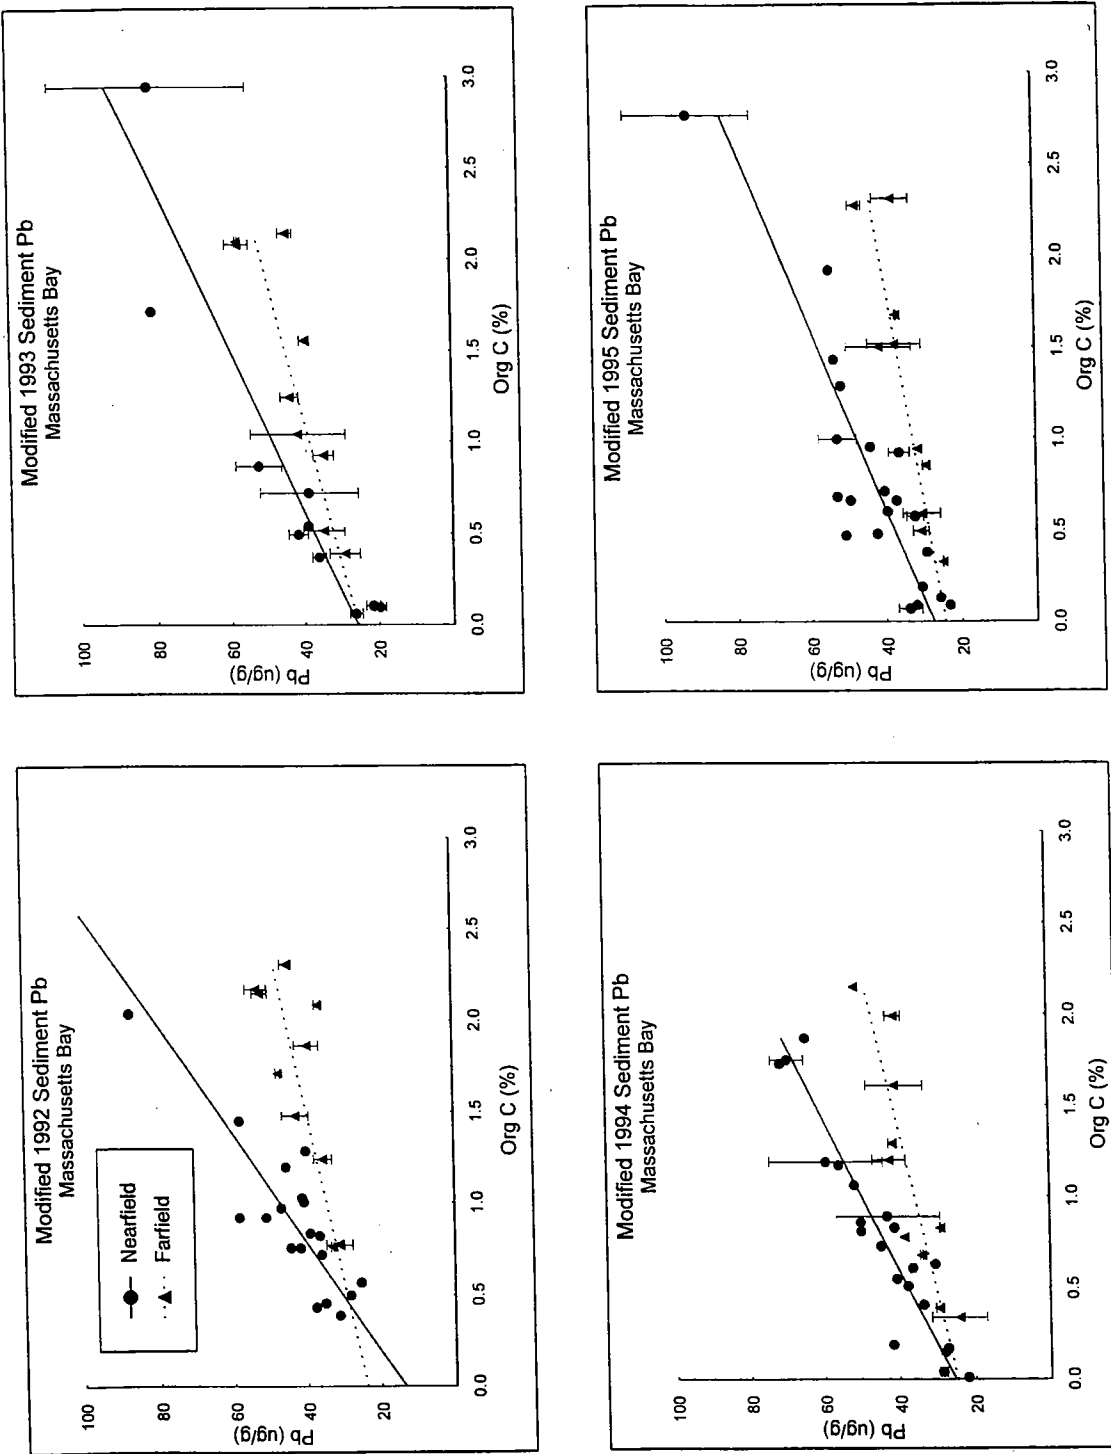 Modified 1992 Sediment Pb
Massachusetts Bay
Nearfield
Farfield
Pb (ug/g)
100
80
60
40
20
0.0
0.5
1.0
1.5
2.0
2.5
3.0
Org C (%)
Modified 1993 Sediment Pb
Massachusetts Bay
Pb (ug/g)
100
80
60
40
20
0.0
0.5
1.0
1.5
2.0
2.5
3.0
Org C (%)
Modified 1994 Sediment Pb
Massachusetts Bay
Pb (ug/g)
100
80
60
40
20
0.0
0.5
1.0
1.5
2.0
2.5
3.0
Org C (%)
Modified 1995 Sediment Pb
Massachusetts Bay
Pb (ug/g)
100
80
60
40
20
0.0
0.5
1.0
1.5
2.0
2.5
3.0
Org C (%)